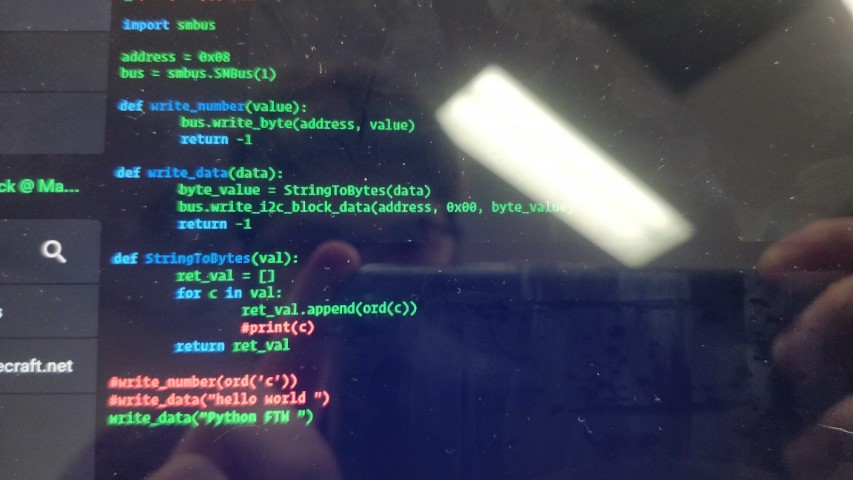 import smbus
address = 0x08
bus = smbus.SMBus(1)
def write_number(value):
bus.write_byte(address, value)
return -1
def write_data(data):
byte_value = StringToBytes(data)
bus.write_i2c_block_data(address, 0x00, byte_value)
return -1
def StringToBytes(val):
ret_val = []
for c in val:
ret_val.append(ord(c))
#print(c)
return ret_val
#write_number(ord('c'))
#write_data("hello world ")
write_data("Python FTW ")
ck @ Ma...
s
ecraft.net